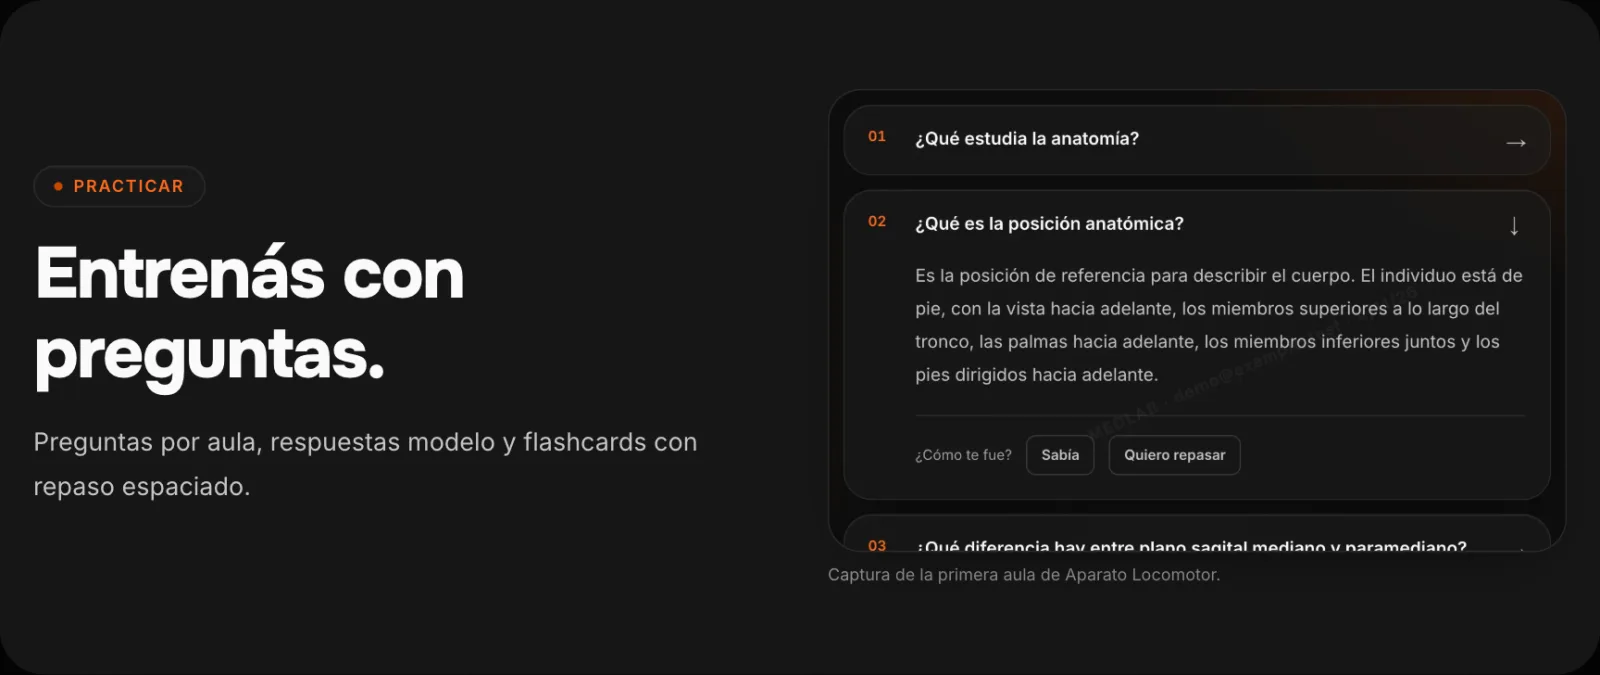 PRACTICAR
Entrenás con
preguntas.
Preguntas por aula, respuestas modelo y flashcards con
repaso espaciado.
01 ¿Qué estudia la anatomía? →
02 ¿Qué es la posición anatómica? ↓
Es la posición de referencia para describir el cuerpo. El individuo está de
pie, con la vista hacia adelante, los miembros superiores a lo largo del
tronco, las palmas hacia adelante, los miembros inferiores juntos y los
pies dirigidos hacia adelante.
MEDLAB · demo@
¿Cómo te fue? Sabía Quiero repasar
03 ¿Qué diferencia hay entre plano sagital mediano y paramediano?
Captura de la primera aula de Aparato Locomotor.